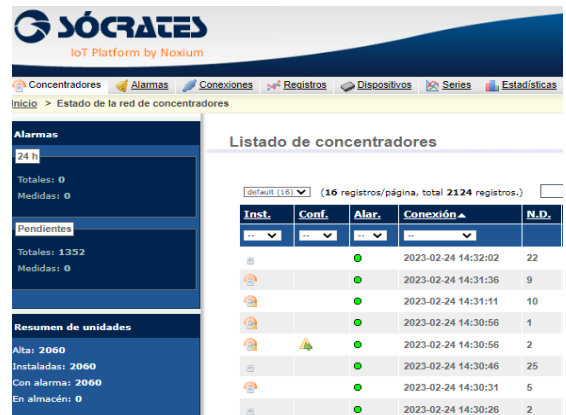 SÓCRATES
IoT Platform by Noxium
Concentradores Alarmas Conexiones Registros Dispositivos Series Estadísticas
Inicio > Estado de la red de concentradores
Alarmas
24 h
Totales: 0
Medidas: 0
Pendientes
Totales: 1352
Medidas: 0
Resumen de unidades
Alta: 2060
Instaladas: 2060
Con alarma: 2060
En almacén: 0
Listado de concentradores
default (16) (16 registros/página, total 2124 registros.)
Inst. Conf. Alar. Conexión N.D.
-- -- -- --
2023-02-24 14:32:02 22
2023-02-24 14:31:36 9
2023-02-24 14:31:11 10
2023-02-24 14:30:56 1
2023-02-24 14:30:56 2
2023-02-24 14:30:46 25
2023-02-24 14:30:31 5
2023-02-24 14:30:26 2